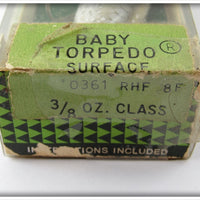 BABY
TORPEDO ®
SURFACE
0361 RHF 8F
3/8 OZ. CLASS
INSTRUCTIONS INCLUDED